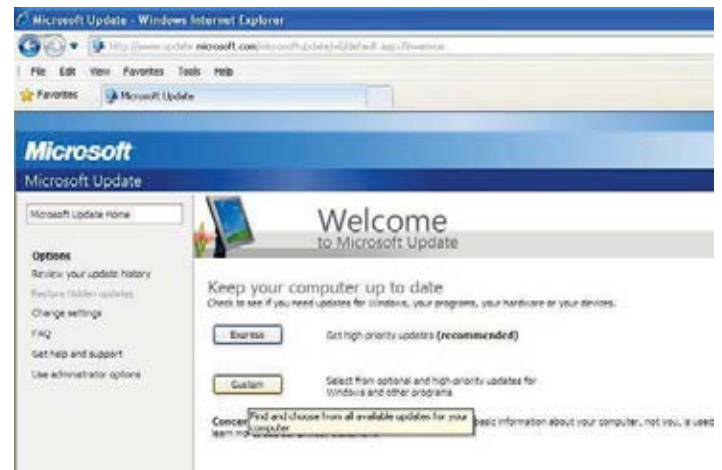 Microsoft Update - Windows Internet Explorer
File Edit View Favorites Tools Help
Favorites Microsoft Update
Microsoft
Microsoft Update
Microsoft Update Home
Welcome
to Microsoft Update
Options
Review your update history
Restore hidden updates
Change settings
FAQ
Get help and support
Use administrator options
Keep your computer up to date
Check to see if you need updates for Windows, your programs, your hardware or your devices.
Express
Get high-priority updates (recommended)
Custom
Select from optional and high-priority updates for
Windows and other programs
Find and choose from all available updates for your
computer
basic information about your computer, not you, is used
learn mo